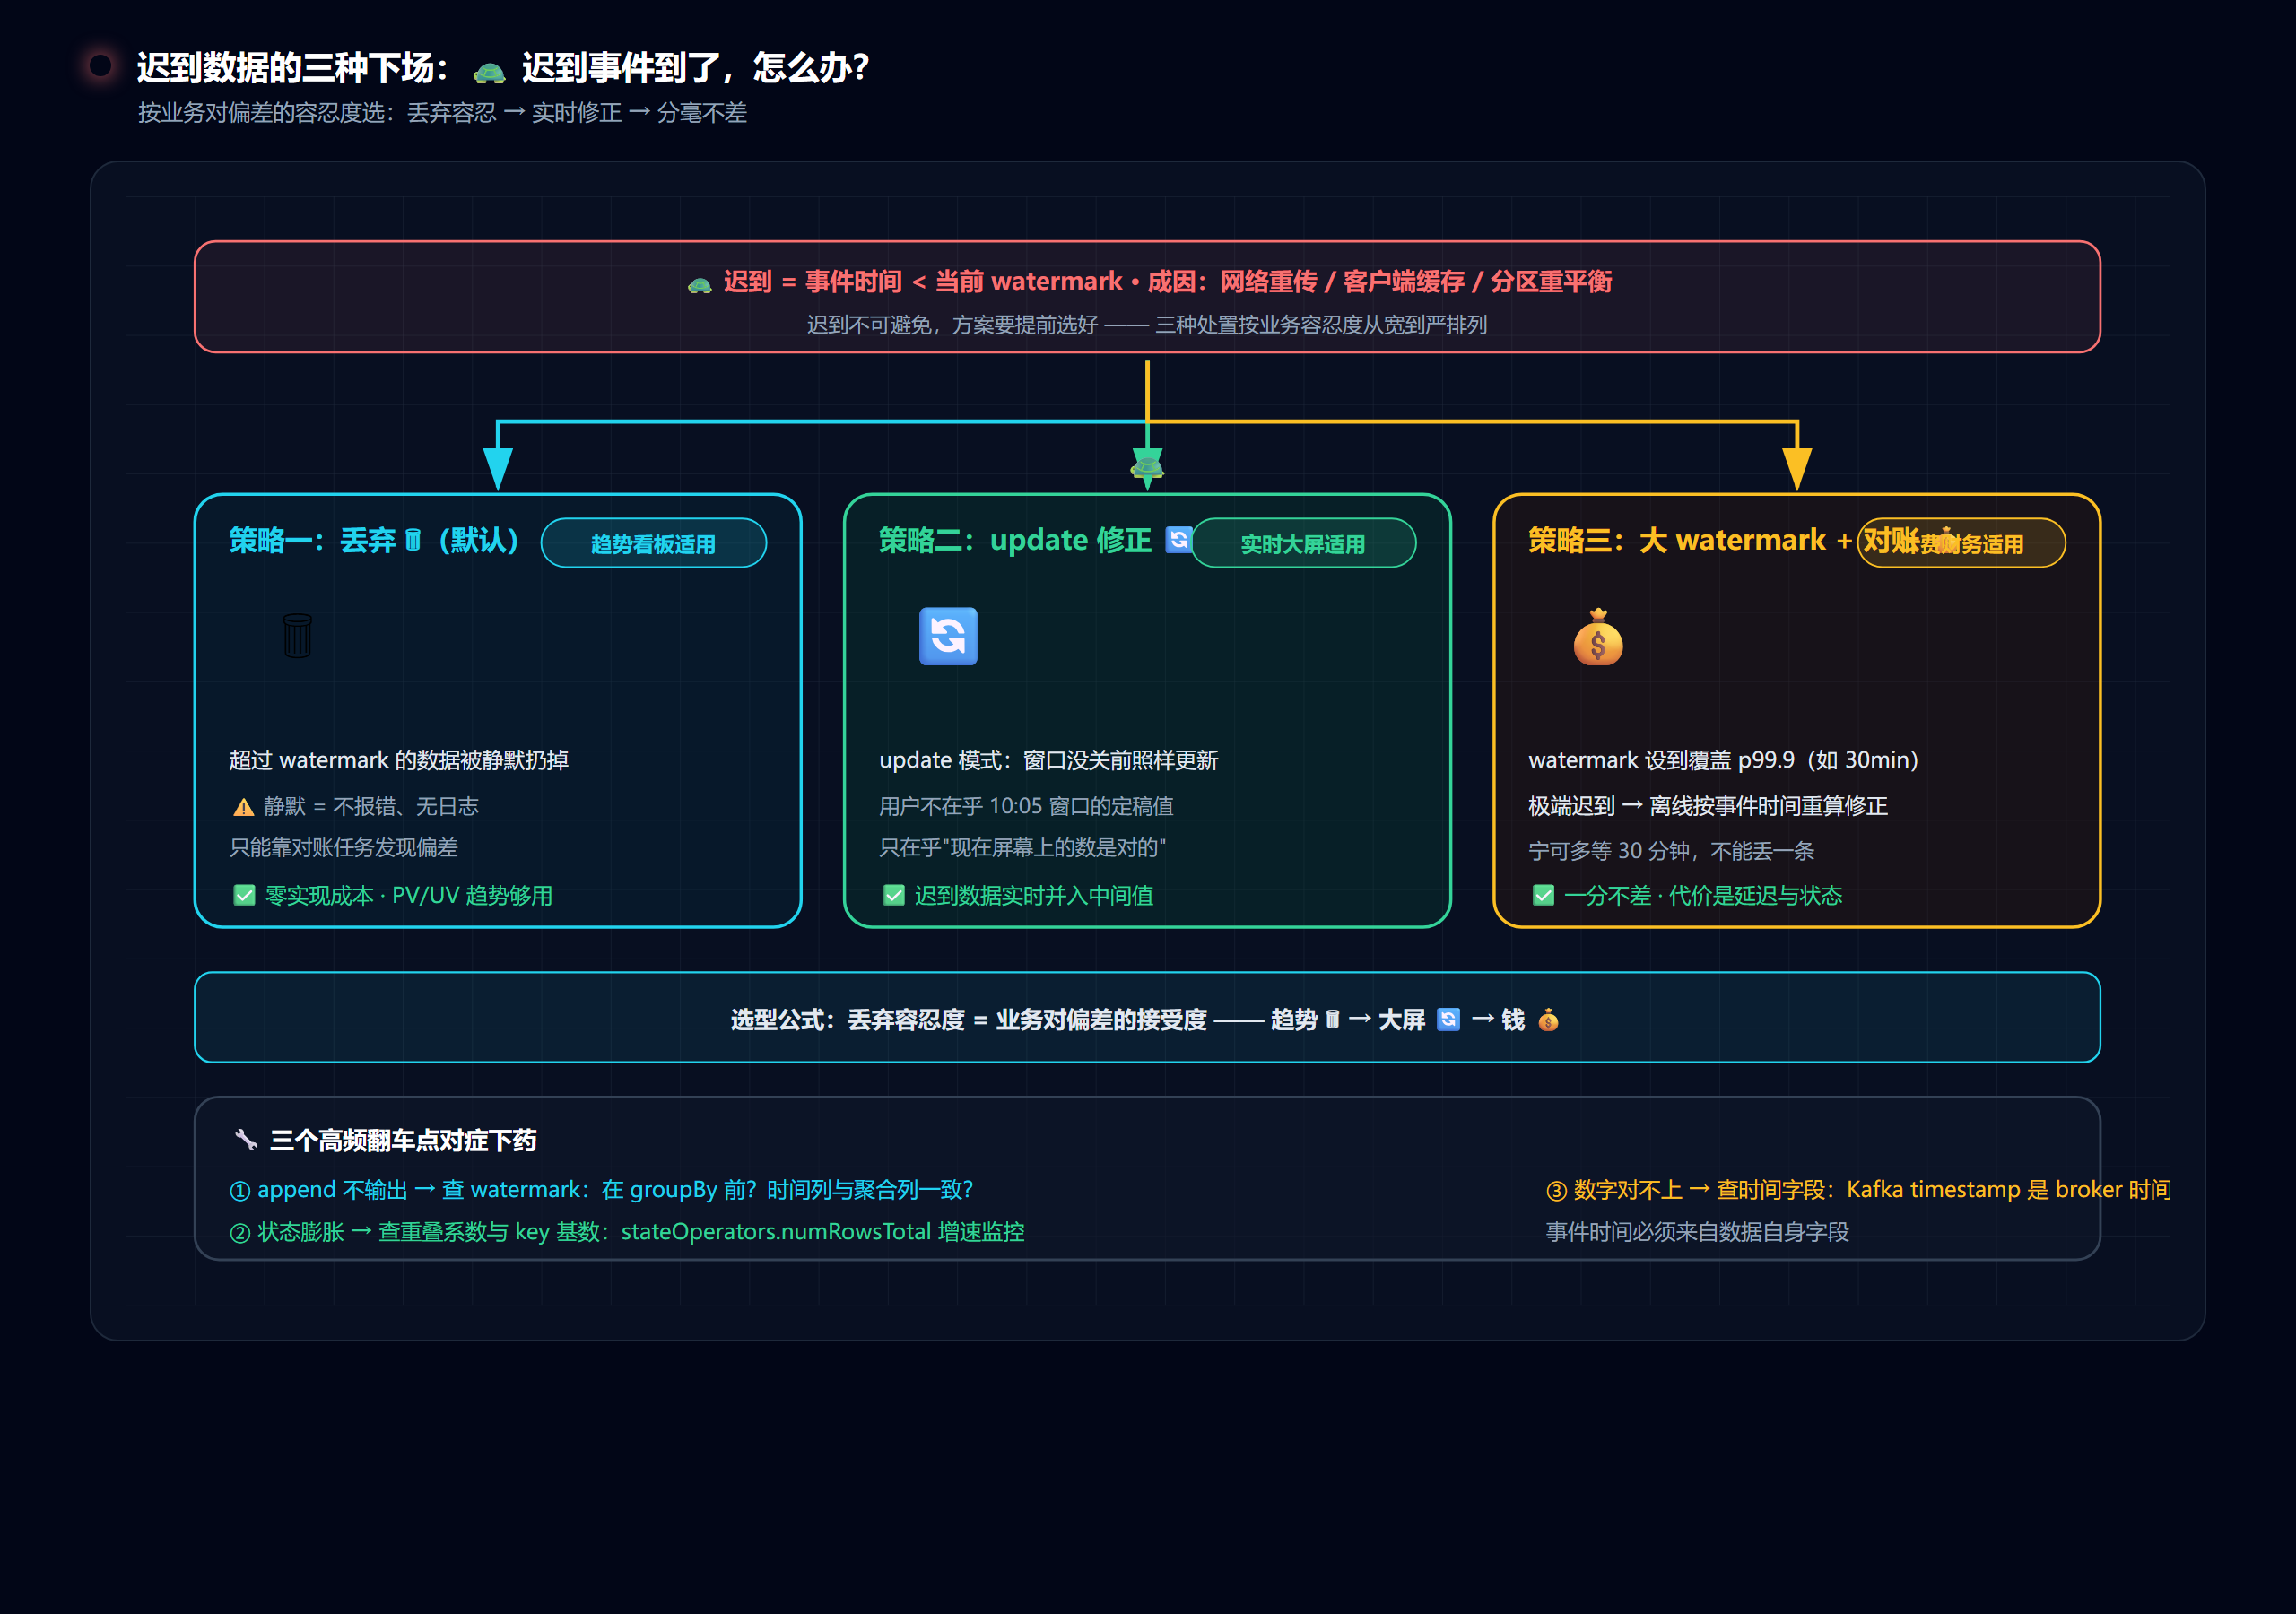 迟到数据的三种下场：🐢 迟到事件到了，怎么办？
按业务对偏差的容忍度选：丢弃容忍 → 实时修正 → 分毫不差
🐢 迟到 = 事件时间 < 当前 watermark • 成因：网络重传 / 客户端缓存 / 分区重平衡
迟到不可避免，方案要提前选好 —— 三种处置按业务容忍度从宽到严排列
策略一：丢弃 🗑（默认）
趋势看板适用
超过 watermark 的数据被静默扔掉
⚠️ 静默 = 不报错、无日志
只能靠对账任务发现偏差
✅ 零实现成本 · PV/UV 趋势够用
策略二：update 修正 🔄
实时大屏适用
update 模式：窗口没关前照样更新
用户不在乎 10:05 窗口的定稿值
只在乎"现在屏幕上的数是对的"
✅ 迟到数据实时并入中间值
策略三：大 watermark + 对账 💰
费财务适用
watermark 设到覆盖 p99.9（如 30min）
极端迟到 → 离线按事件时间重算修正
宁可多等 30 分钟，不能丢一条
✅ 一分不差 · 代价是延迟与状态
选型公式：丢弃容忍度 = 业务对偏差的接受度 —— 趋势 🗑 → 大屏 🔄 → 钱 💰
🔧 三个高频翻车点对症下药
① append 不输出 → 查 watermark：在 groupBy 前？时间列与聚合列一致？
② 状态膨胀 → 查重叠系数与 key 基数：stateOperators.numRowsTotal 增速监控
③ 数字对不上 → 查时间字段：Kafka timestamp 是 broker 时间
事件时间必须来自数据自身字段